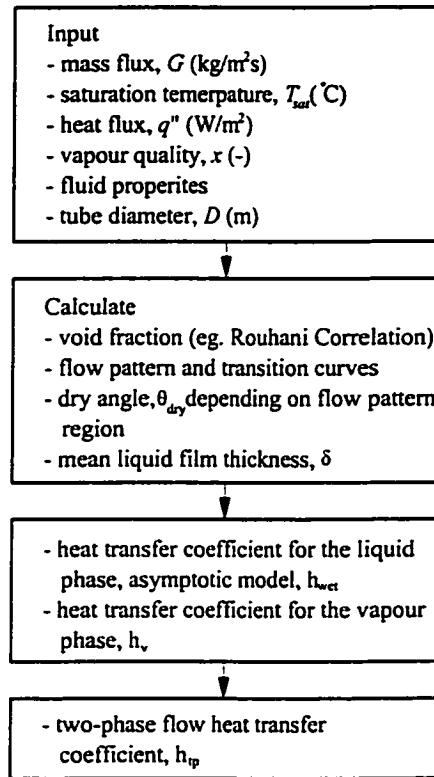 Input
- mass flux, G (kg/m²s)
- saturation temerpature, T_sat(°C)
- heat flux, q" (W/m²)
- vapour quality, x (-)
- fluid properites
- tube diameter, D (m)
Calculate
- void fraction (eg. Rouhani Correlation)
- flow pattern and transition curves
- dry angle,θ_dry depending on flow pattern
region
- mean liquid film thickness, δ
- heat transfer coefficient for the liquid
phase, asymptotic model, h_wet
- heat transfer coefficient for the vapour
phase, h_v
- two-phase flow heat transfer
coefficient, h_tp